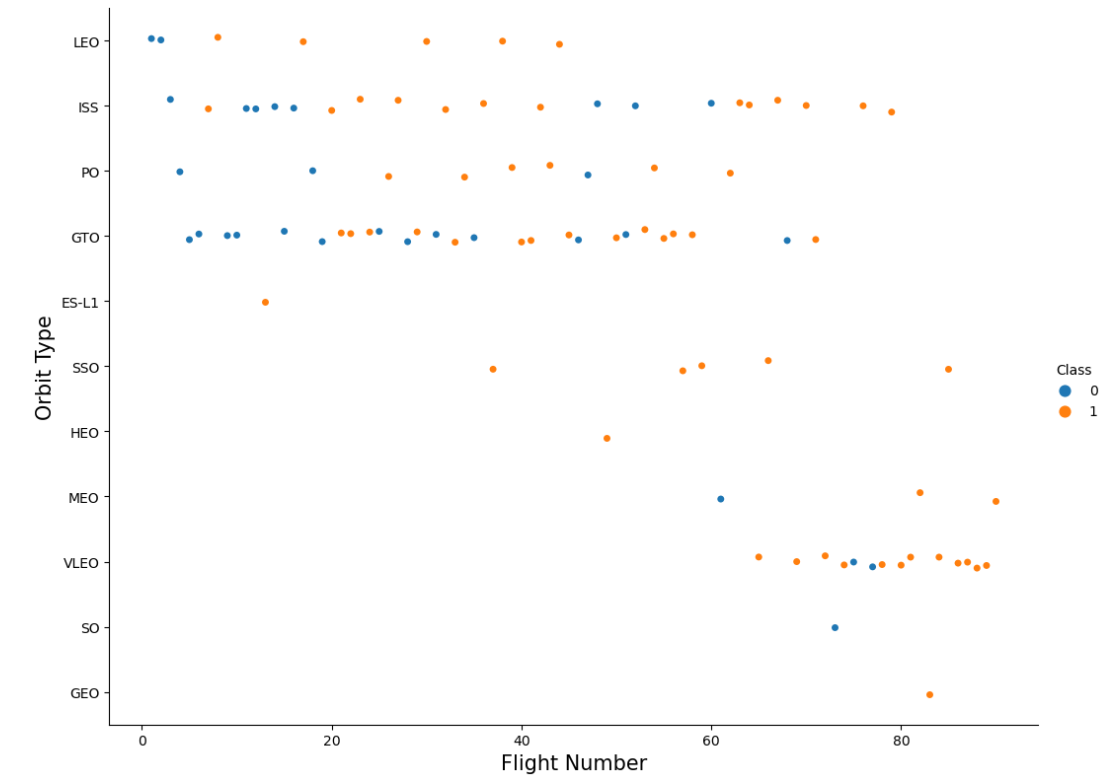 LEO
ISS
PO
GTO
ES-L1
SSO
HEO
MEO
VLEO
SO
GEO
Orbit Type
0 20 40 60 80
Flight Number
Class
0
1